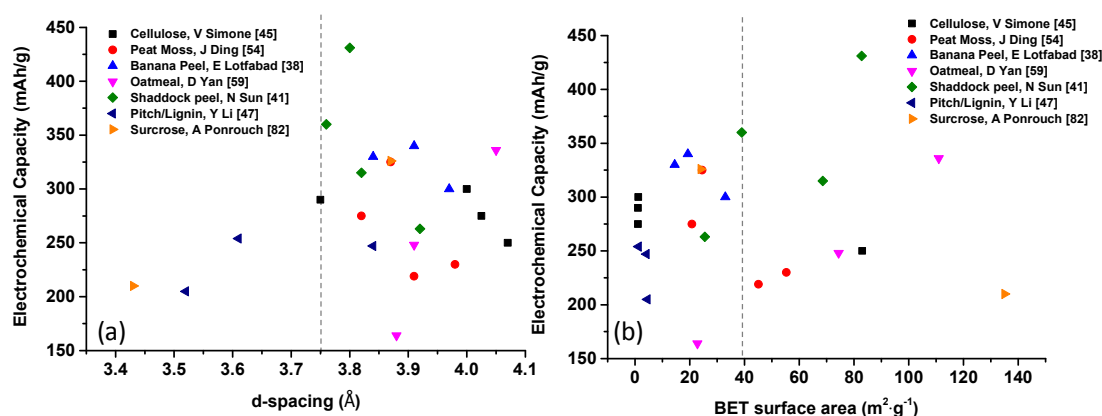 Cellulose, V Simone [45]
Peat Moss, J Ding [54]
Banana Peel, E Lotfabad [38]
Oatmeal, D Yan [59]
Shaddock peel, N Sun [41]
Pitch/Lignin, Y Li [47]
Surcrose, A Ponrouch [82]
450
400
350
300
250
200
150
Electrochemical Capacity (mAh/g)
(a)
3.4 3.5 3.6 3.7 3.8 3.9 4.0 4.1
d-spacing (Å)
Cellulose, V Simone [45]
Peat Moss, J Ding [54]
Banana Peel, E Lotfabad [38]
Oatmeal, D Yan [59]
Shaddock peel, N Sun [41]
Pitch/Lignin, Y Li [47]
Surcrose, A Ponrouch [82]
450
400
350
300
250
200
150
Electrochemical Capacity (mAh/g)
(b)
0 20 40 60 80 100 120 140
BET surface area (m²·g⁻¹)